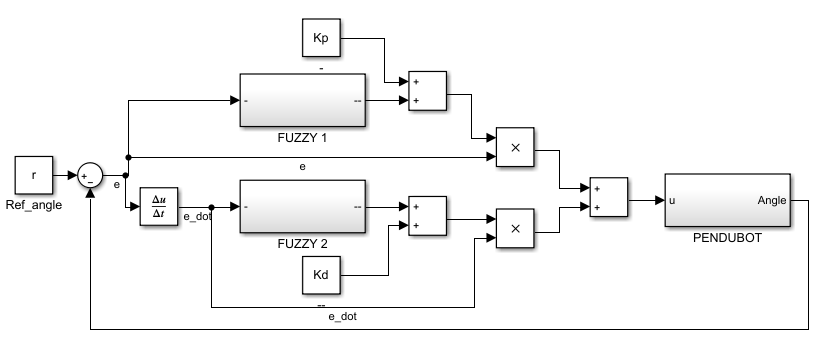 Kp
-
+
+
-
--
FUZZY 1
×
r
Ref_angle
+
−
e
e
Δu
Δt
e_dot
-
--
FUZZY 2
+
+
×
Kd
--
e_dot
+
+
u
Angle
PENDUBOT